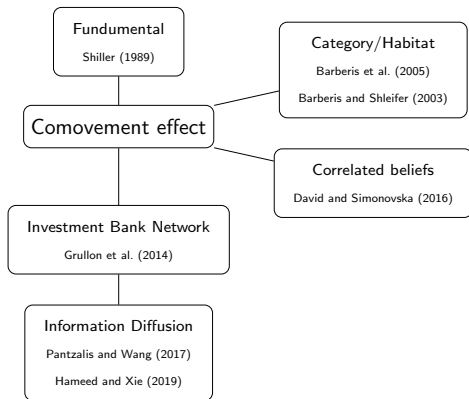 Fundumental
Shiller (1989)
Category/Habitat
Barberis et al. (2005)
Barberis and Shleifer (2003)
Comovement effect
Correlated beliefs
David and Simonovska (2016)
Investment Bank Network
Grullon et al. (2014)
Information Diffusion
Pantzalis and Wang (2017)
Hameed and Xie (2019)